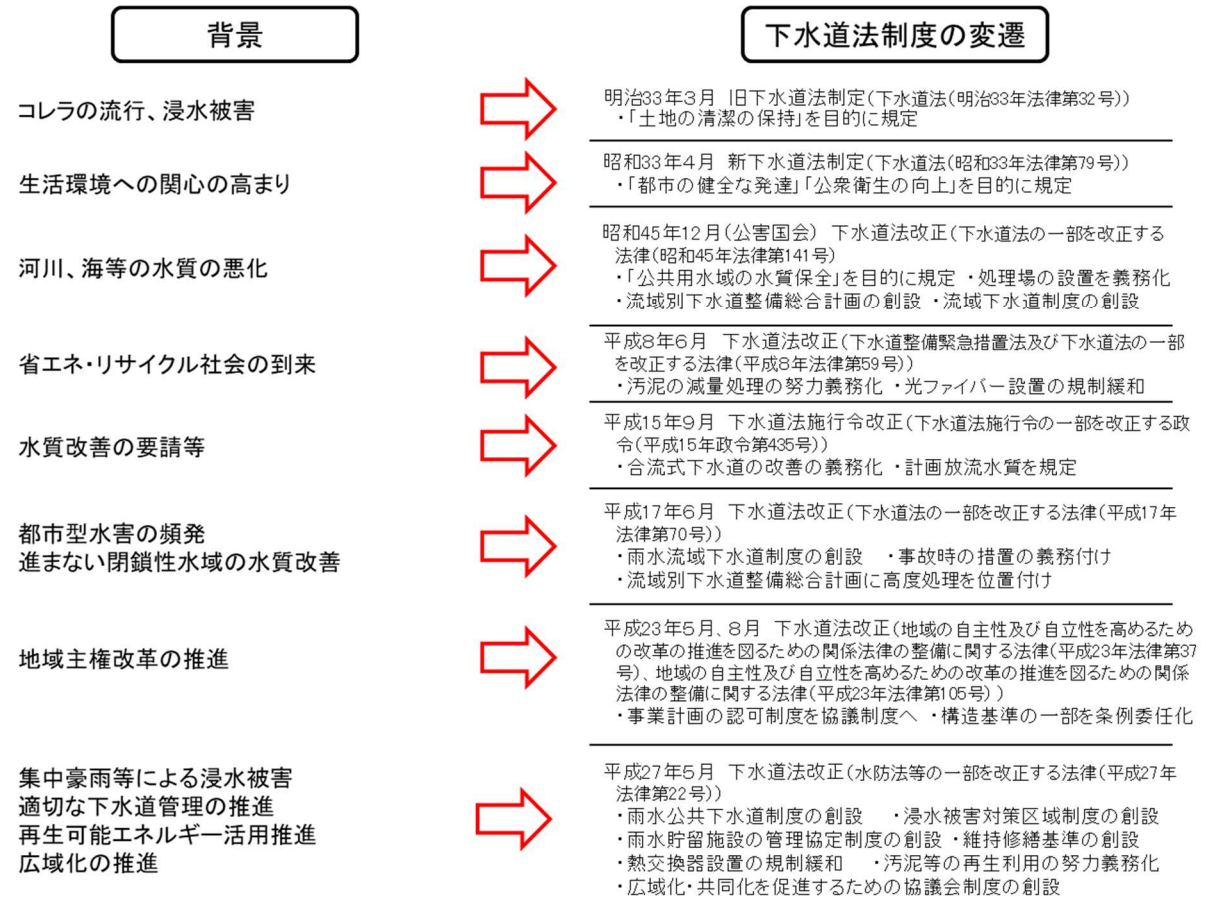 背景
下水道法制度の変遷
コレラの流行、浸水被害
明治33年3月 旧下水道法制定(下水道法(明治33年法律第32号))
・「土地の清潔の保持」を目的に規定
生活環境への関心の高まり
昭和33年4月 新下水道法制定(下水道法(昭和33年法律第79号))
・「都市の健全な発達」「公衆衛生の向上」を目的に規定
河川、海等の水質の悪化
昭和45年12月(公害国会) 下水道法改正(下水道法の一部を改正する
法律(昭和45年法律第141号)
・「公共用水域の水質保全」を目的に規定 ・処理場の設置を義務化
・流域別下水道整備総合計画の創設 ・流域下水道制度の創設
省エネ・リサイクル社会の到来
平成8年6月 下水道法改正(下水道整備緊急措置法及び下水道法の一部
を改正する法律(平成8年法律第59号))
・汚泥の減量処理の努力義務化 ・光ファイバー設置の規制緩和
水質改善の要請等
平成15年9月 下水道法施行令改正(下水道法施行令の一部を改正する政
令(平成15年政令第435号))
・合流式下水道の改善の義務化 ・計画放流水質を規定
都市型水害の頻発
進まない閉鎖性水域の水質改善
平成17年6月 下水道法改正(下水道法の一部を改正する法律(平成17年
法律第70号))
・雨水流域下水道制度の創設 ・事故時の措置の義務付け
・流域別下水道整備総合計画に高度処理を位置付け
地域主権改革の推進
平成23年5月、8月 下水道法改正(地域の自主性及び自立性を高めるため
の改革の推進を図るための関係法律の整備に関する法律(平成23年法律第37
号)、地域の自主性及び自立性を高めるための改革の推進を図るための関係
法律の整備に関する法律(平成23年法律第105号))
・事業計画の認可制度を協議制度へ ・構造基準の一部を条例委任化
集中豪雨等による浸水被害
適切な下水道管理の推進
再生可能エネルギー活用推進
広域化の推進
平成27年5月 下水道法改正(水防法等の一部を改正する法律(平成27年
法律第22号))
・雨水公共下水道制度の創設 ・浸水被害対策区域制度の創設
・雨水貯留施設の管理協定制度の創設 ・維持修繕基準の創設
・熱交換器設置の規制緩和 ・汚泥等の再生利用の努力義務化
・広域化・共同化を促進するための協議会制度の創設